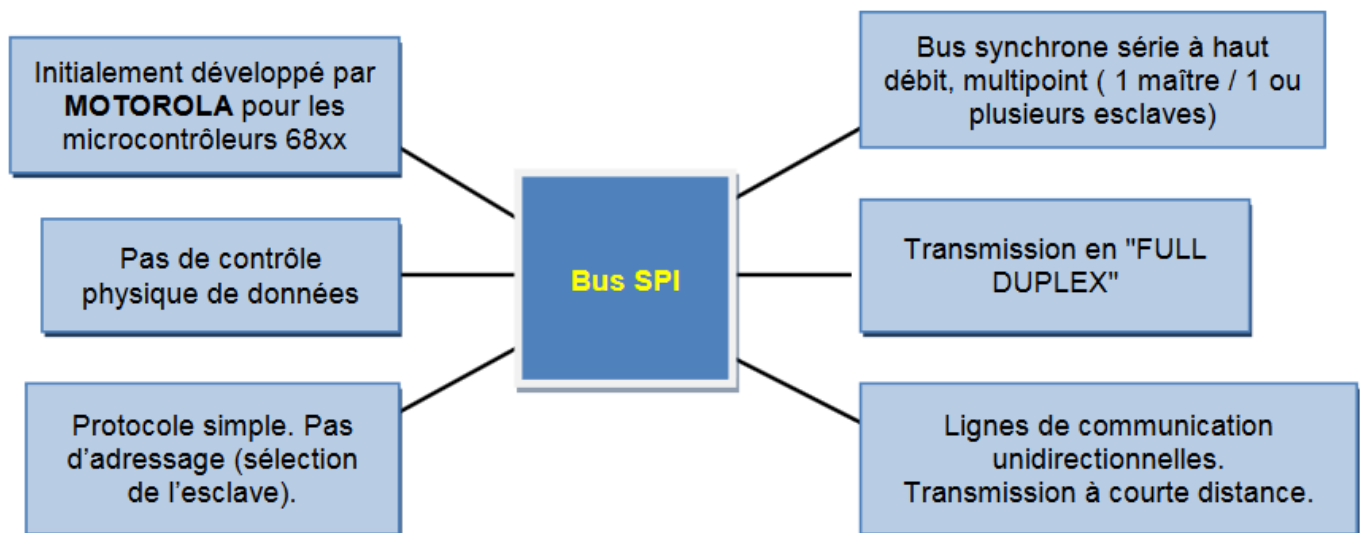 Initialement développé par
MOTOROLA pour les
microcontrôleurs 68xx
Pas de contrôle
physique de données
Protocole simple. Pas
d’adressage (sélection
de l’esclave).
Bus SPI
Bus synchrone série à haut
débit, multipoint ( 1 maître / 1 ou
plusieurs esclaves)
Transmission en "FULL
DUPLEX"
Lignes de communication
unidirectionnelles.
Transmission à courte distance.